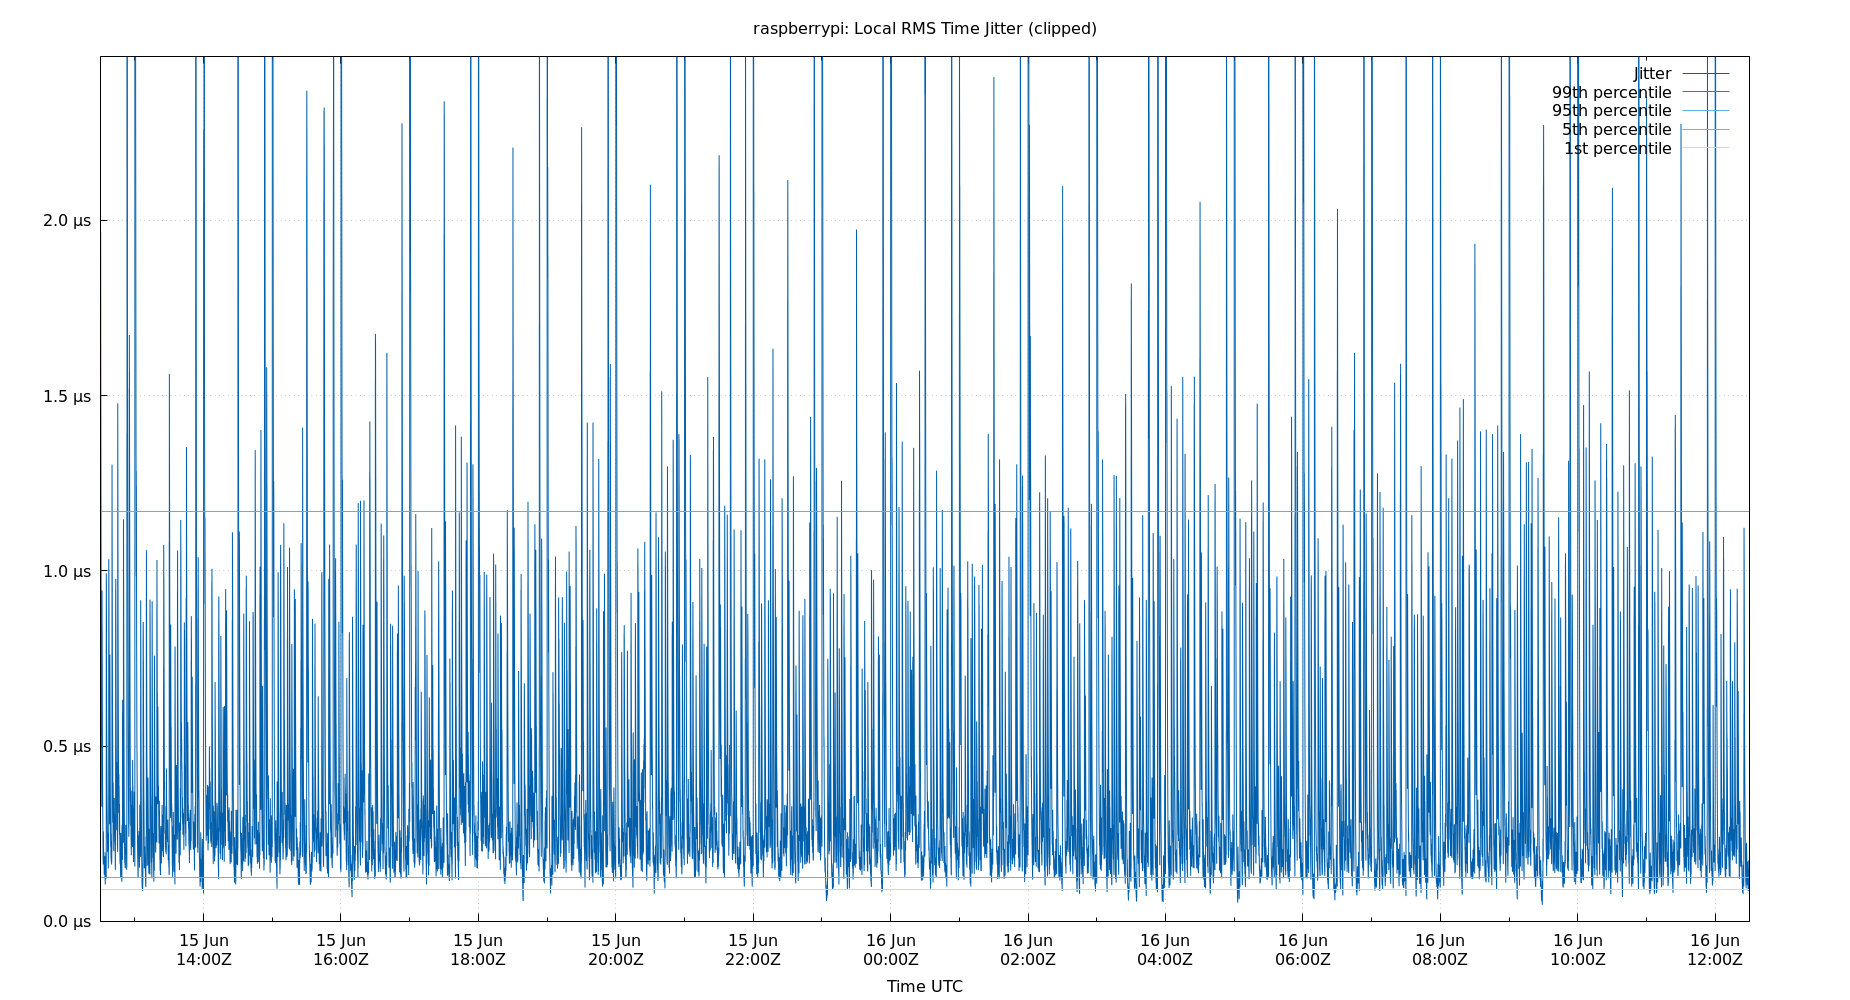 raspberrypi: Local RMS Time Jitter (clipped)
Jitter
99th percentile
95th percentile
5th percentile
1st percentile
2.0 μs
1.5 μs
1.0 μs
0.5 μs
0.0 μs
15 Jun 15 Jun 15 Jun 15 Jun 15 Jun 16 Jun 16 Jun 16 Jun 16 Jun 16 Jun 16 Jun 16 Jun
14:00Z 16:00Z 18:00Z 20:00Z 22:00Z 00:00Z 02:00Z 04:00Z 06:00Z 08:00Z 10:00Z 12:00Z
Time UTC